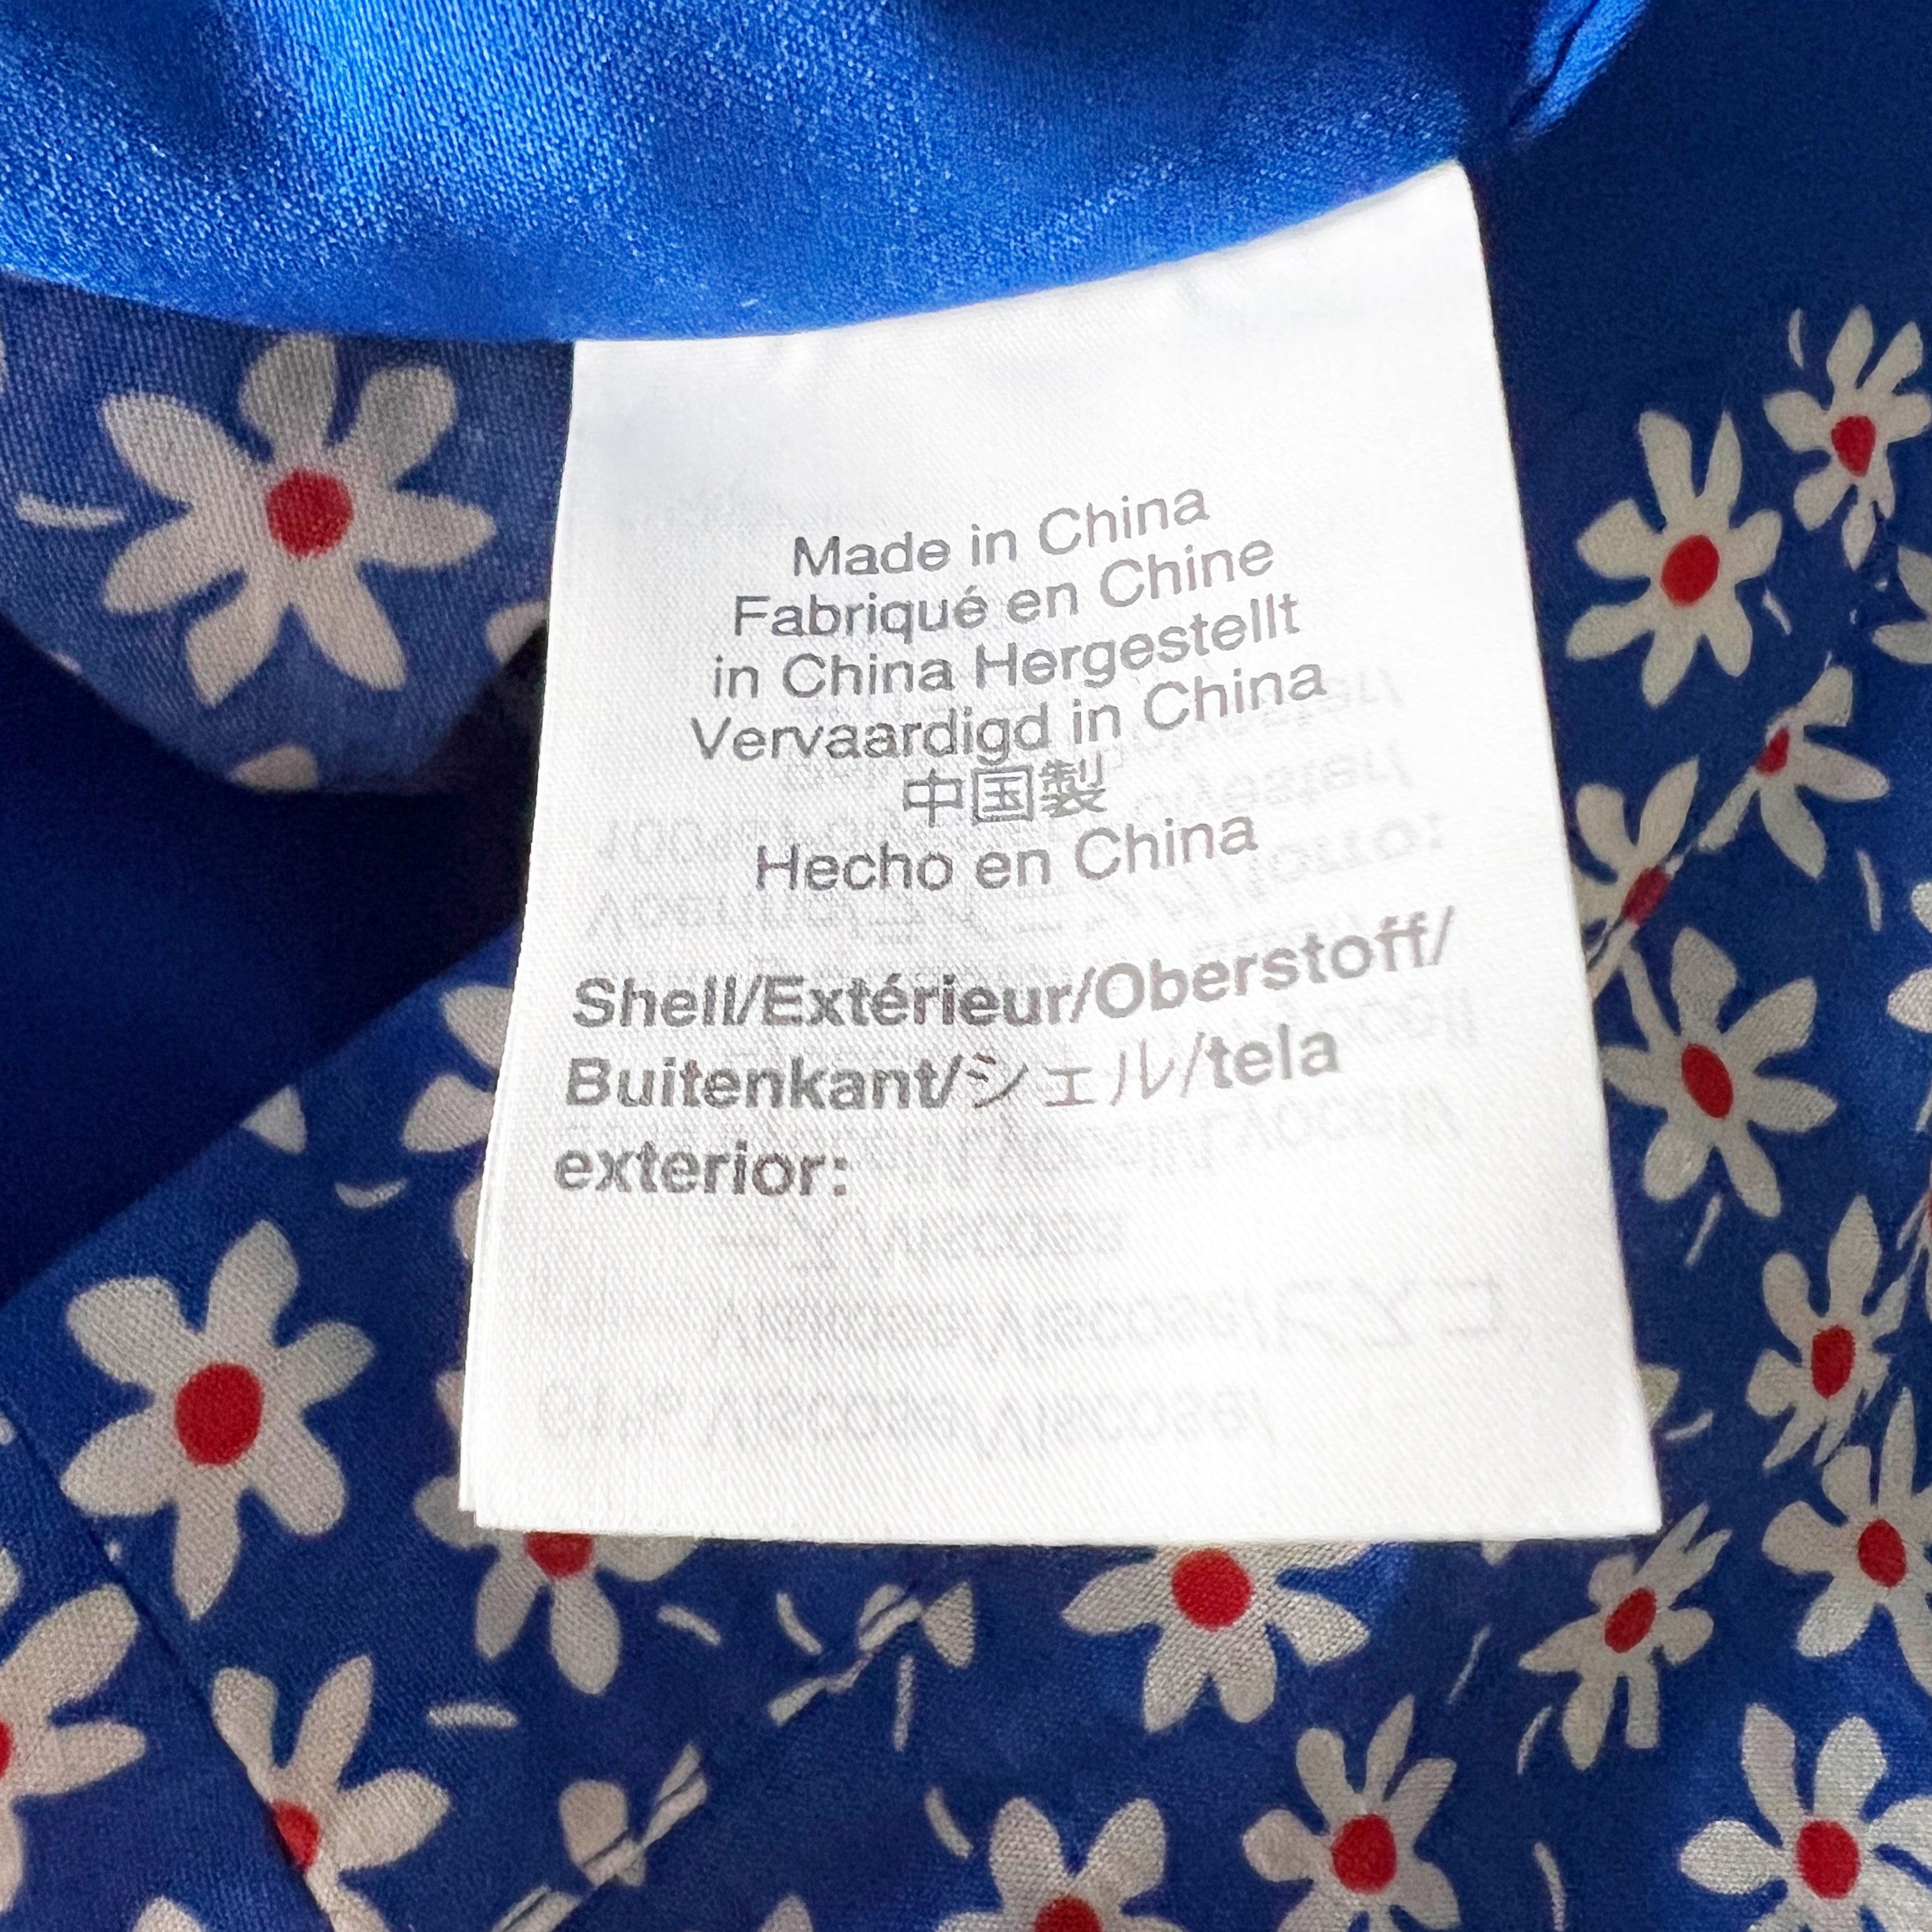 Made in China
Fabriqué en Chine
in China Hergestellt
Vervaardigd in China
中国製
Hecho en China
Shell/Extérieur/Oberstoff/
Buitenkant/シェル/tela
exterior: